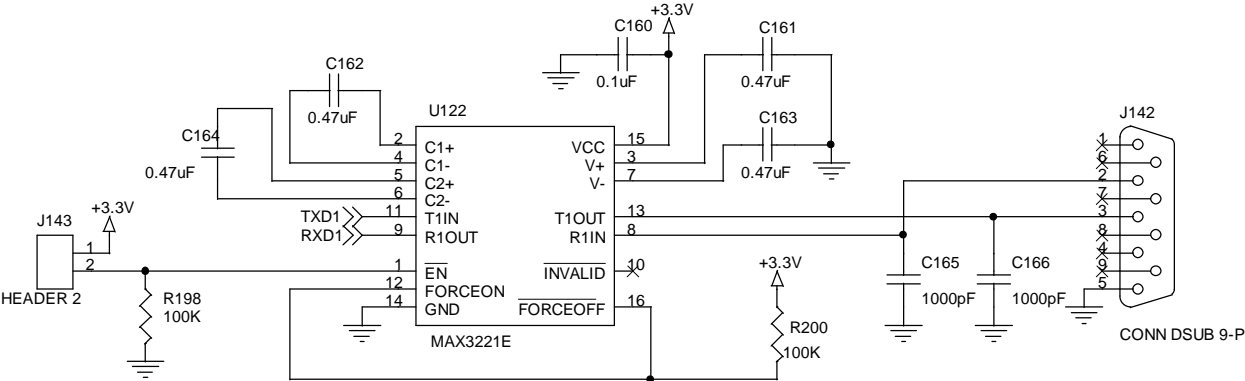 +3.3V
C160
0.1uF
C161
0.47uF
C162
0.47uF
C163
0.47uF
C164
0.47uF
U122
2 C1+
4 C1-
5 C2+
6 C2-
11 T1IN
9 R1OUT
1 EN
12 FORCEON
14 GND
VCC 15
V+ 3
V- 7
T1OUT 13
R1IN 8
INVALID 10
FORCEOFF 16
MAX3221E
TXD1
RXD1
J143
+3.3V
1
2
HEADER 2
R198
100K
+3.3V
R200
100K
C165
1000pF
C166
1000pF
J142
1
6
2
7
3
8
4
9
5
CONN DSUB 9-P